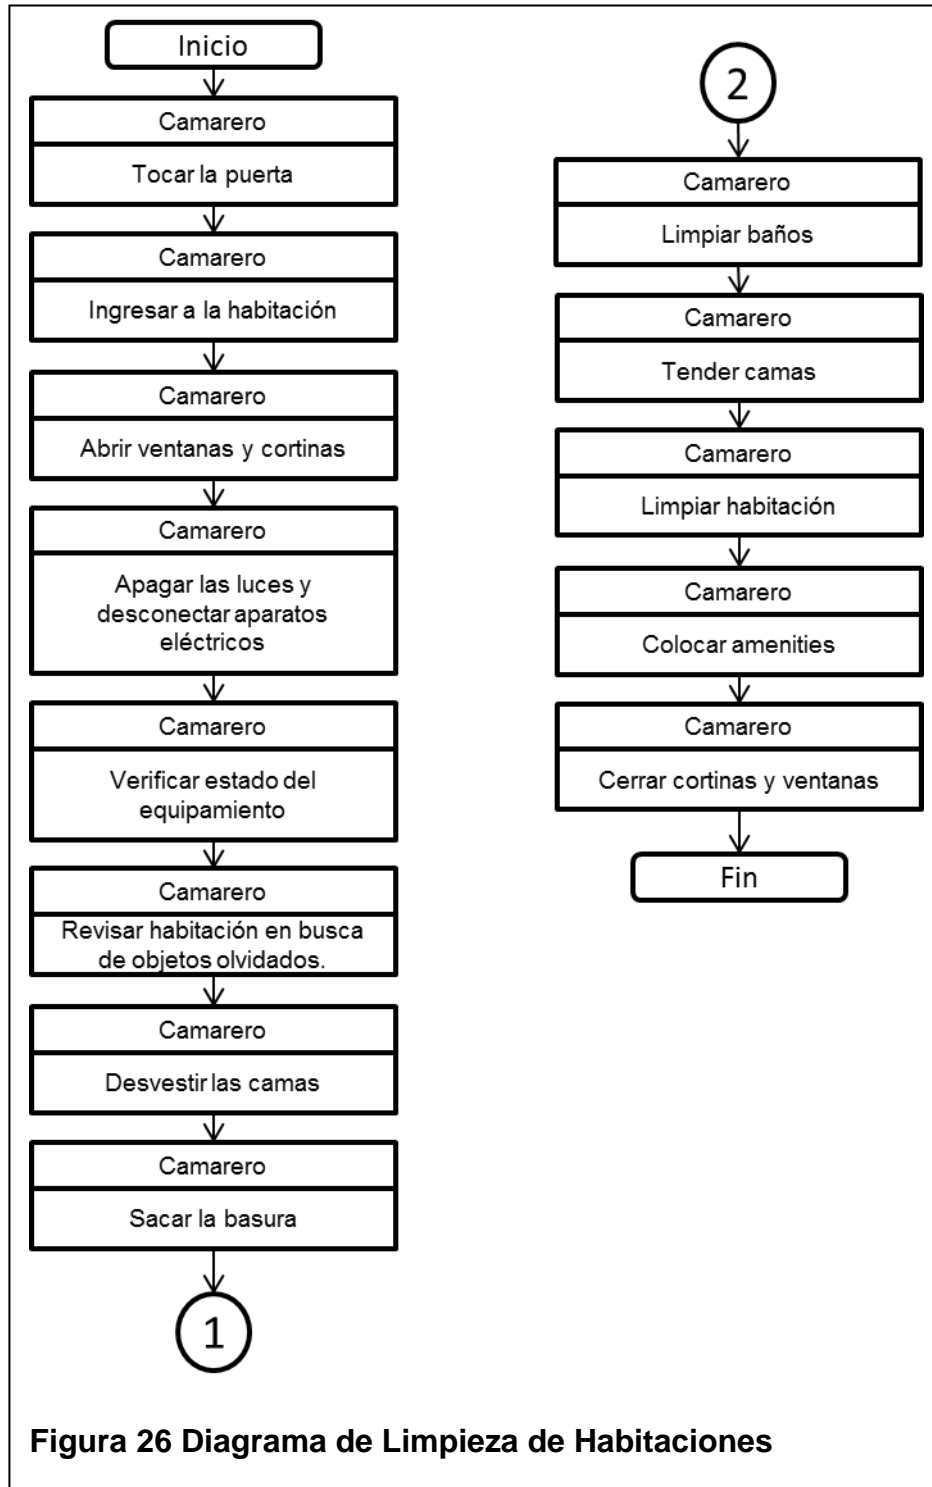 Inicio
Camarero
Tocar la puerta
Camarero
Ingresar a la habitación
Camarero
Abrir ventanas y cortinas
Camarero
Apagar las luces y
desconectar aparatos
eléctricos
Camarero
Verificar estado del
equipamiento
Camarero
Revisar habitación en busca
de objetos olvidados.
Camarero
Desvestir las camas
Camarero
Sacar la basura
1
2
Camarero
Limpiar baños
Camarero
Tender camas
Camarero
Limpiar habitación
Camarero
Colocar amenities
Camarero
Cerrar cortinas y ventanas
Fin
Figura 26 Diagrama de Limpieza de Habitaciones